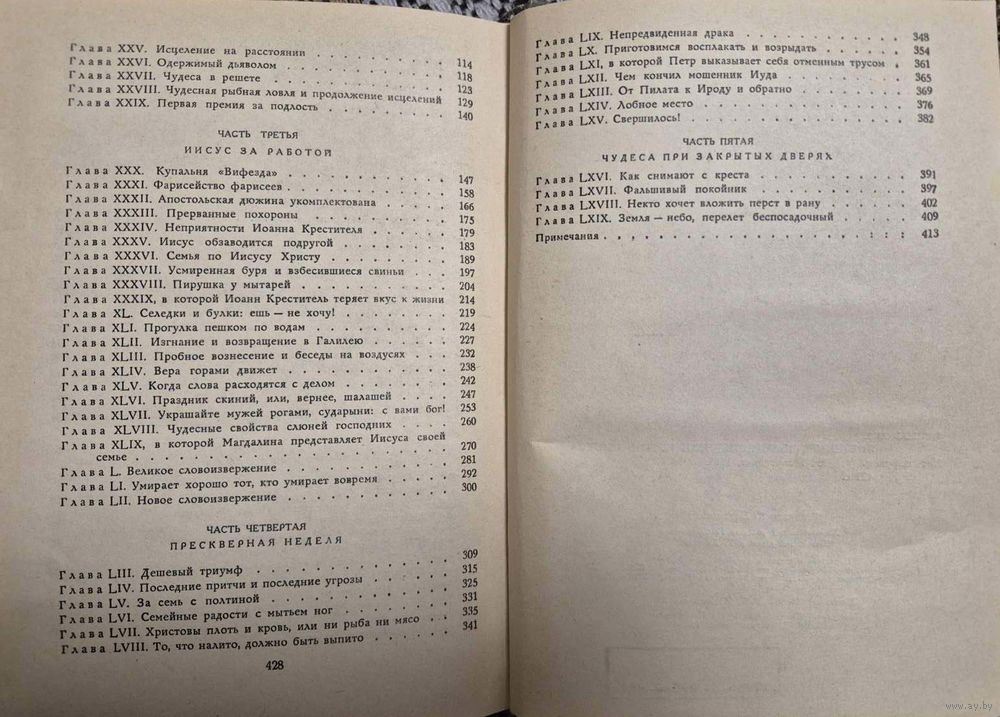 Глава XXV. Исцеление на расстоянии . . . . . . . 114
Глава XXVI. Одержимый дьяволом . . . . . . . . 118
Глава XXVII. Чудеса в решете . . . . . . . . . 123
Глава XXVIII. Чудесная рыбная ловля и продолжение исцелений 129
Глава XXIX. Первая премия за подлость . . . . . . 140
ЧАСТЬ ТРЕТЬЯ
ИИСУС ЗА РАБОТОЙ
Глава XXX. Купальня «Вифезда» . . . . . . . . 147
Глава XXXI. Фарисейство фарисеев . . . . . . . . 158
Глава XXXII. Апостольская дюжина укомплектована . . . . 166
Глава XXXIII. Прерванные похороны . . . . . . . 175
Глава XXXIV. Неприятности Иоанна Крестителя . . . . . 179
Глава XXXV. Иисус обзаводится подругой . . . . . . 183
Глава XXXVI. Семья по Иисусу Христу . . . . . . . 189
Глава XXXVII. Усмиренная буря и взбесившиеся свиньи . . . 197
Глава XXXVIII. Пирушка у мытарей . . . . . . . . 204
Глава XXXIX, в которой Иоанн Креститель теряет вкус к жизни 214
Глава XL. Селедки и булки: ешь — не хочу! . . . . . . 219
Глава XLI. Прогулка пешком по водам . . . . . . . 224
Глава XLII. Изгнание и возвращение в Галилею . . . . . 227
Глава XLIII. Пробное вознесение и беседы на воздусях . . . 232
Глава XLIV. Вера горами движет . . . . . . . . . 238
Глава XLV. Когда слова расходятся с делом . . . . . . 242
Глава XLVI. Праздник скиний, или, вернее, шалашей . . . . 247
Глава XLVII. Украшайте мужей рогами, сударыни: с вами бог! 253
Глава XLVIII. Чудесные свойства слюней господних . . . . 260
Глава XLIX, в которой Магдалина представляет Иисуса своей
семье . . . . . . . . . . . . . . . . 270
Глава L. Великое словоизвержение . . . . . . . . 281
Глава LI. Умирает хорошо тот, кто умирает вовремя . . . . 292
Глава LII. Новое словоизвержение . . . . . . . . 300
ЧАСТЬ ЧЕТВЕРТАЯ
ПРЕСКВЕРНАЯ НЕДЕЛЯ
Глава LIII. Дешевый триумф . . . . . . . . . . 309
Глава LIV. Последние притчи и последние угрозы . . . . . 315
Глава LV. За семь с полтиной . . . . . . . . . 325
Глава LVI. Семейные радости с мытьем ног . . . . . . 331
Глава LVII. Христовы плоть и кровь, или ни рыба ни мясо . . 335
Глава LVIII. То, что налито, должно быть выпито . . . . 341
428
Глава LIX. Непредвиденная драка . . . . . . . . 348
Глава LX. Приготовимся восплакать и возрыдать . . . . . 354
Глава LXI, в которой Петр выказывает себя отменным трусом . 361
Глава LXII. Чем кончил мошенник Иуда . . . . . . . 365
Глава LXIII. От Пилата к Ироду и обратно . . . . . . 369
Глава LXIV. Лобное место . . . . . . . . . . 376
Глава LXV. Свершилось! . . . . . . . . . . . 382
ЧАСТЬ ПЯТАЯ
ЧУДЕСА ПРИ ЗАКРЫТЫХ ДВЕРЯХ
Глава LXVI. Как снимают с креста . . . . . . . . 391
Глава LXVII. Фальшивый покойник . . . . . . . . 397
Глава LXVIII. Некто хочет вложить перст в рану . . . . . 402
Глава LXIX. Земля — небо, перелет беспосадочный . . . . 409
Примечания . . . . . . . . . . . . . . . 413
www.ay.by